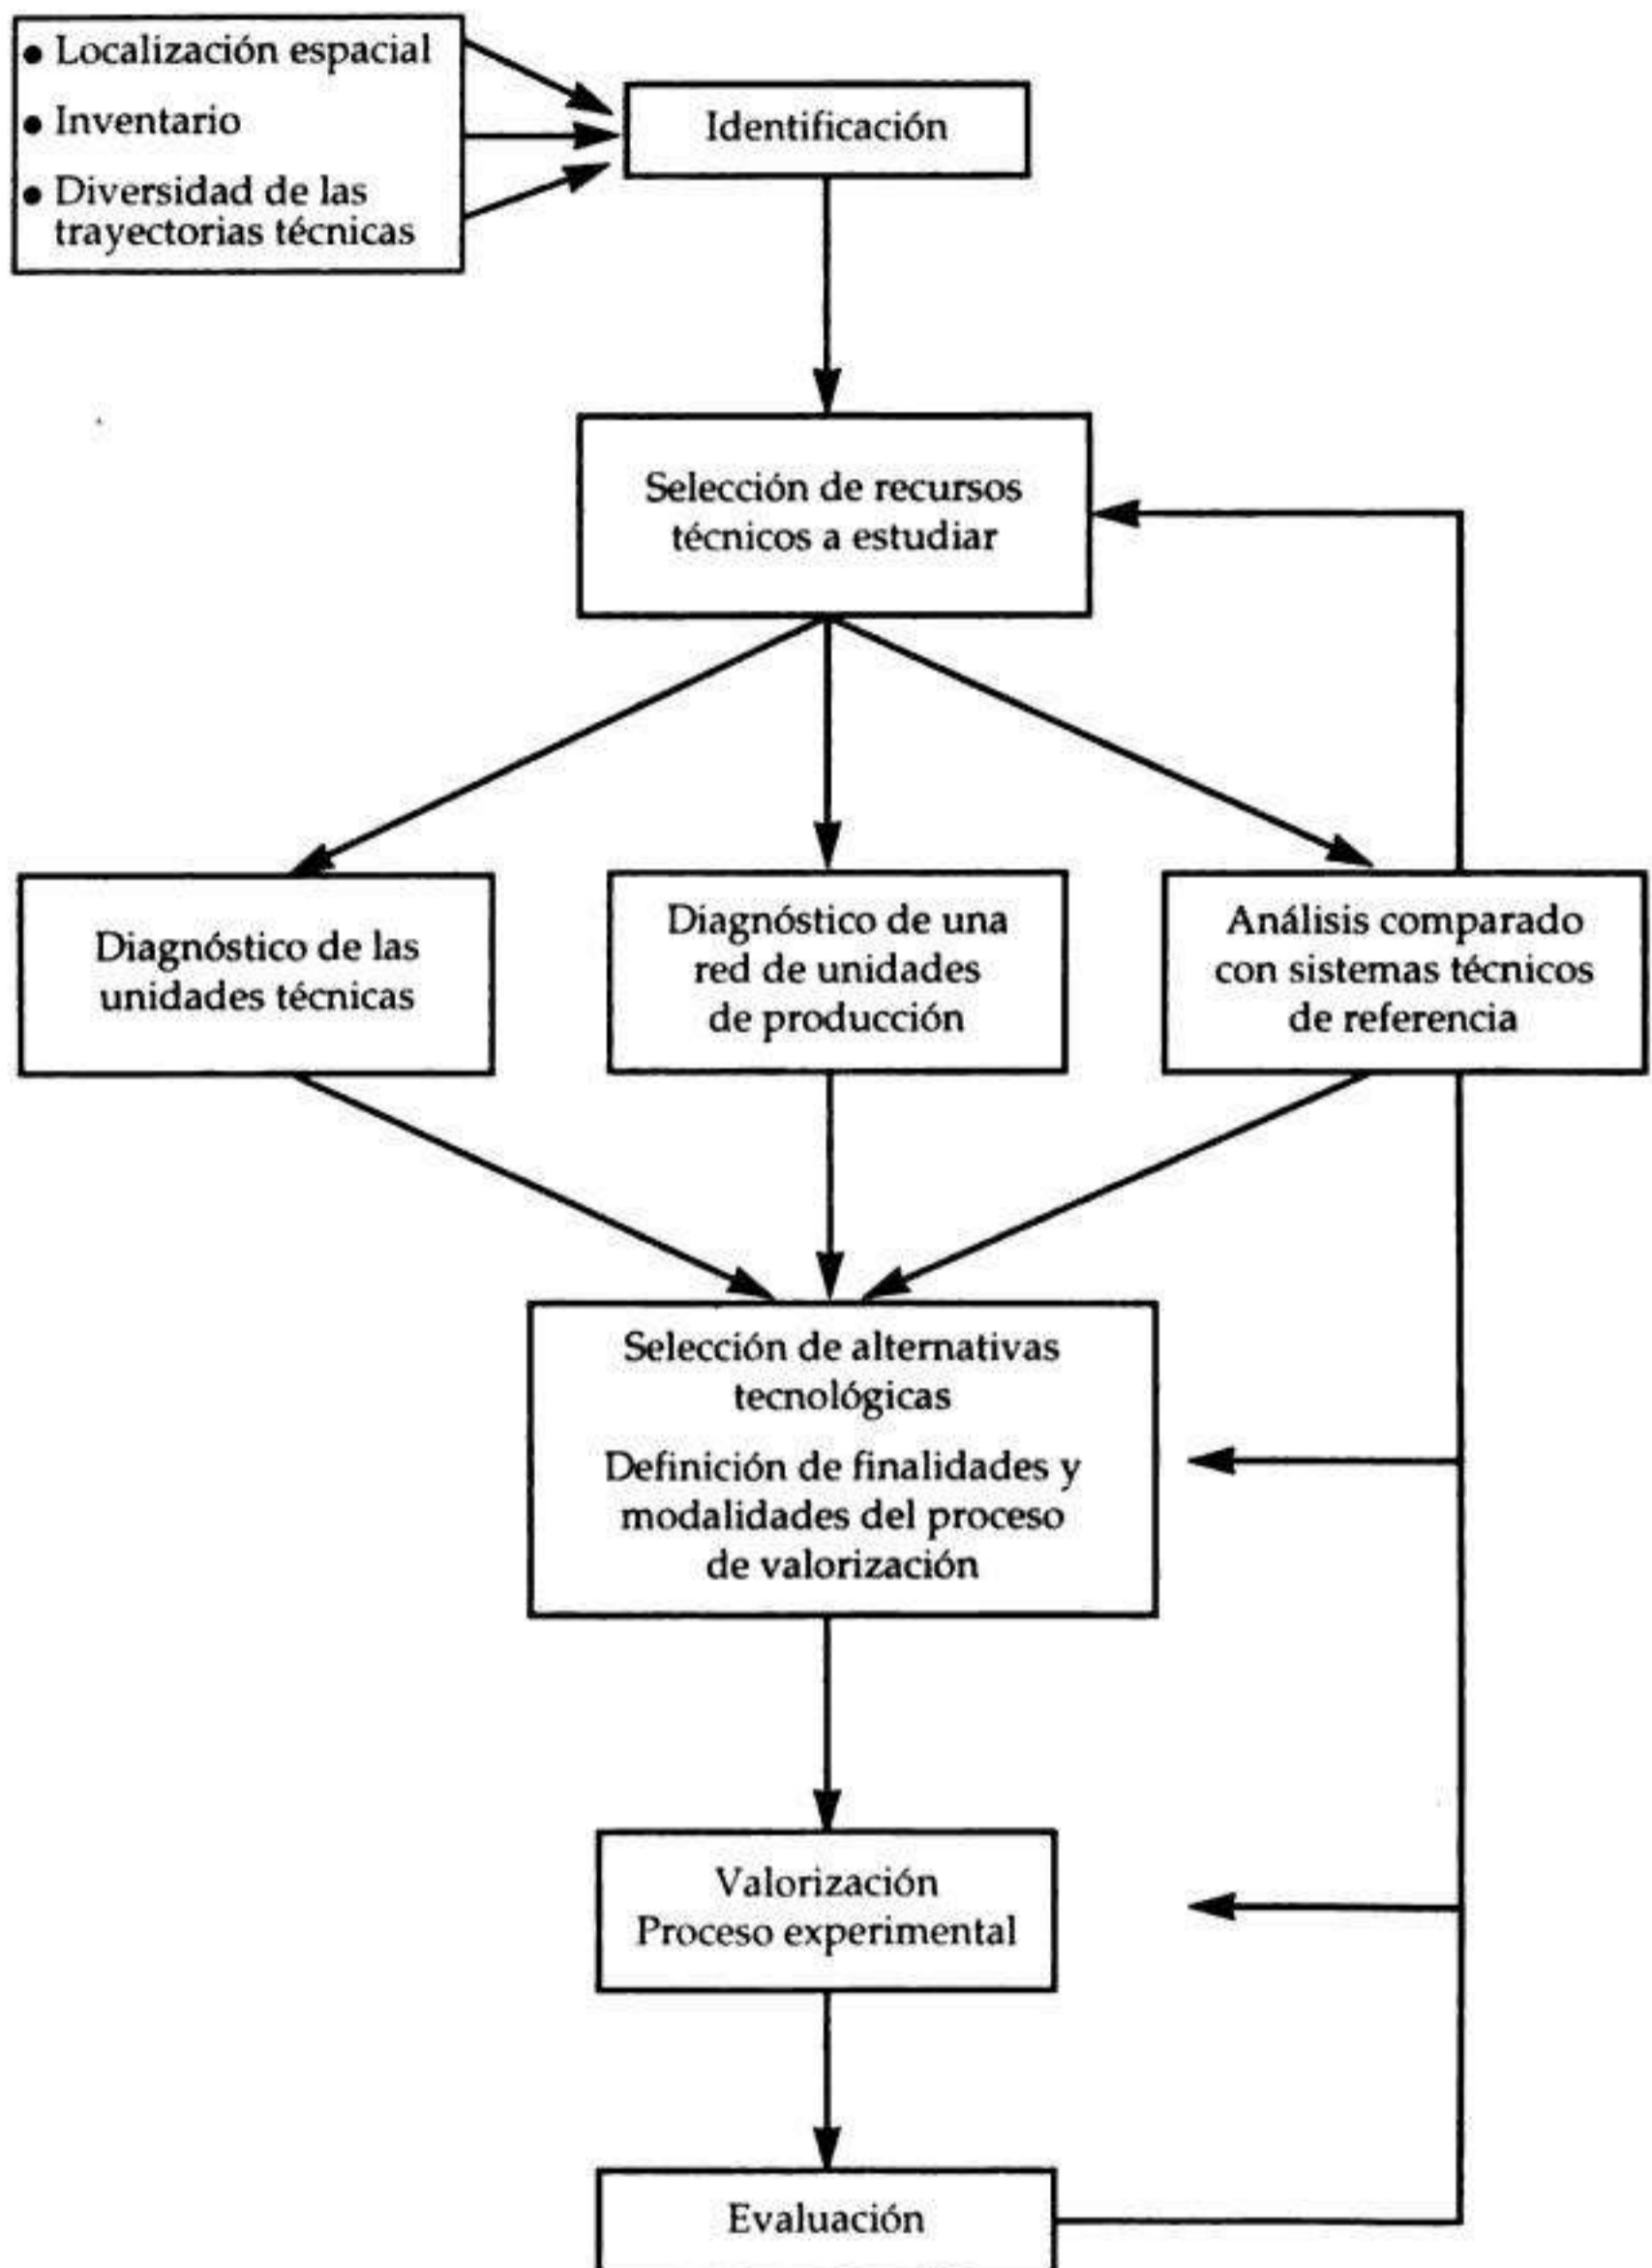 ● Localización espacial
● Inventario
● Diversidad de las
trayectorias técnicas
Identificación
Selección de recursos
técnicos a estudiar
Diagnóstico de las
unidades técnicas
Diagnóstico de una
red de unidades
de producción
Análisis comparado
con sistemas técnicos
de referencia
Selección de alternativas
tecnológicas
Definición de finalidades y
modalidades del proceso
de valorización
Valorización
Proceso experimental
Evaluación